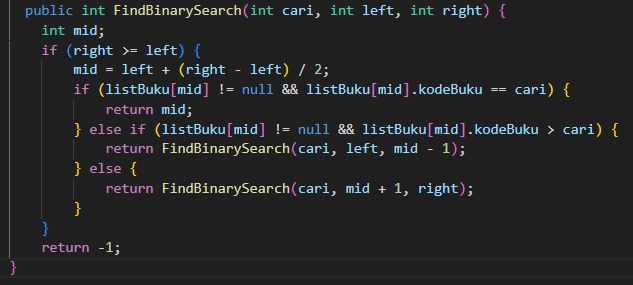 public int FindBinarySearch(int cari, int left, int right) {
int mid;
if (right >= left) {
mid = left + (right - left) / 2;
if (listBuku[mid] != null && listBuku[mid].kodeBuku == cari) {
return mid;
} else if (listBuku[mid] != null && listBuku[mid].kodeBuku > cari) {
return FindBinarySearch(cari, left, mid - 1);
} else {
return FindBinarySearch(cari, mid + 1, right);
}
}
return -1;
}